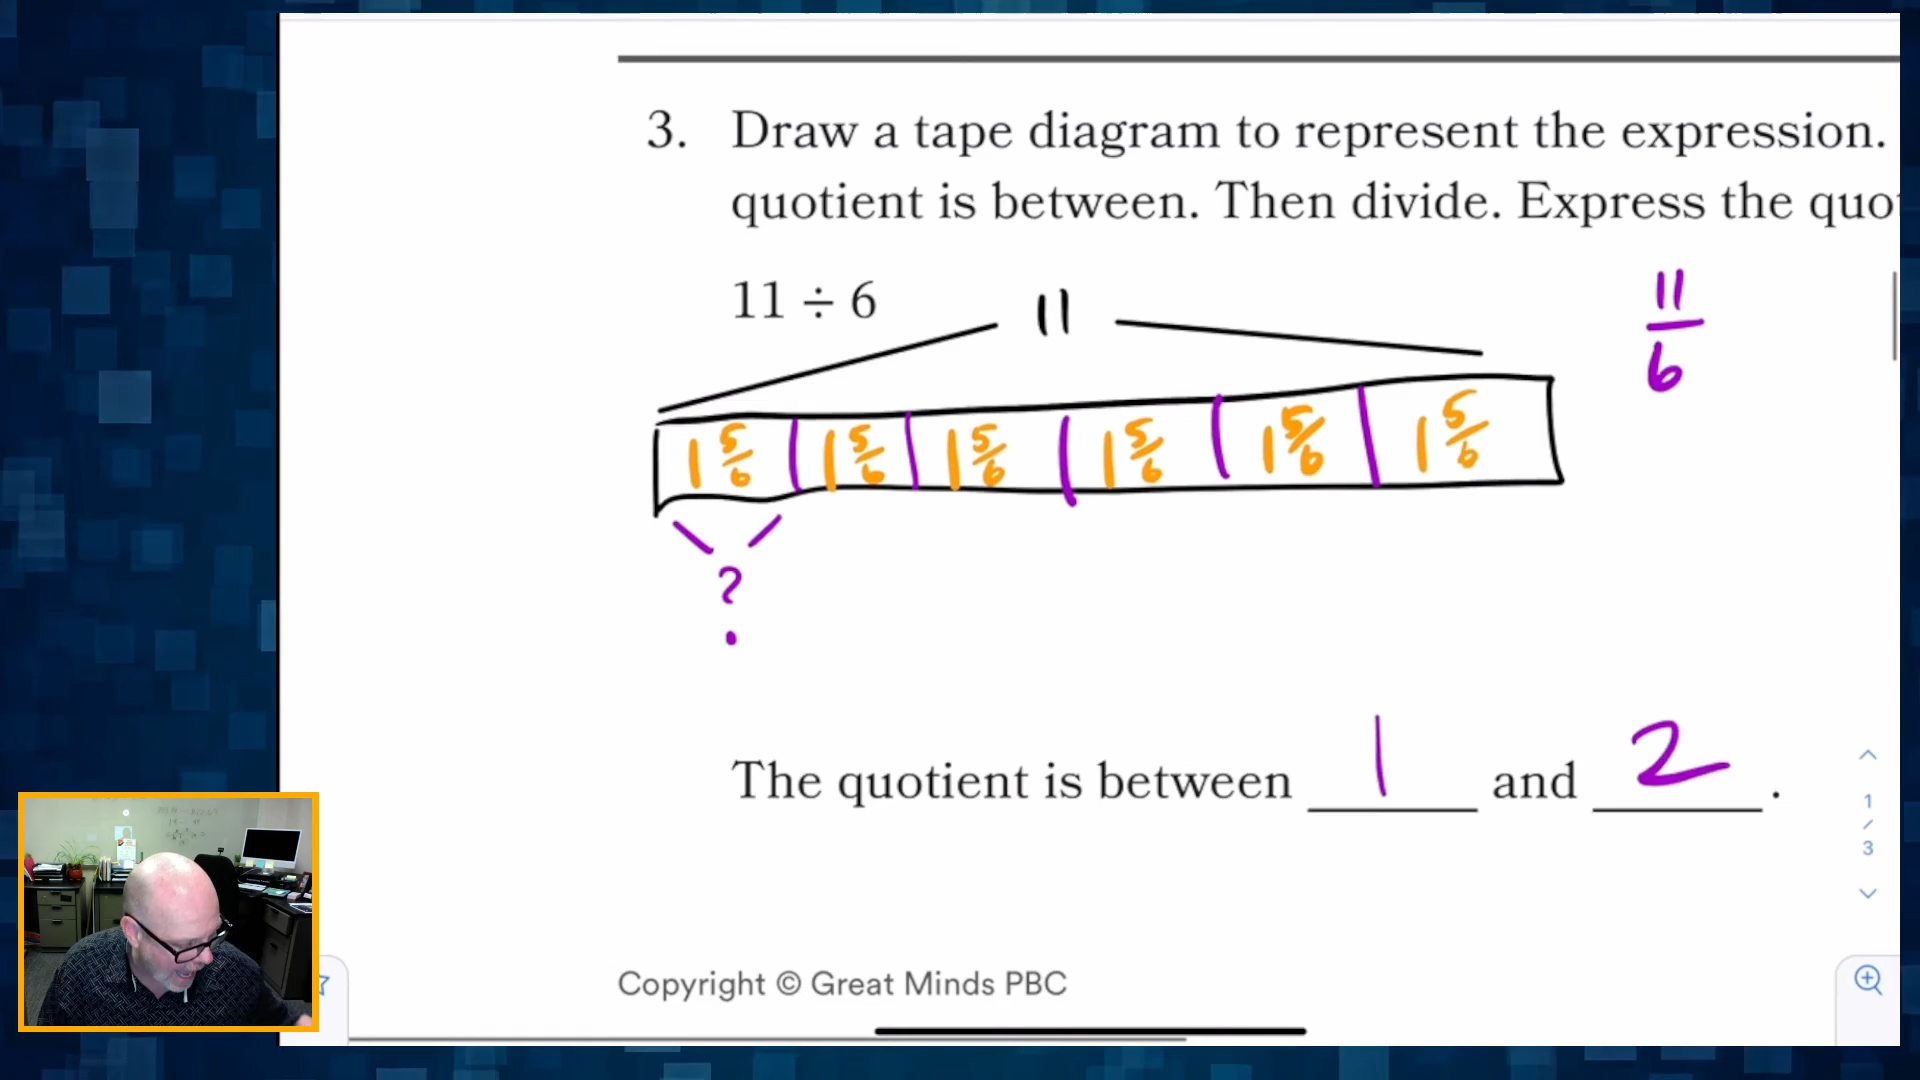 3. Draw a tape diagram to represent the expression.
quotient is between. Then divide. Express the quo
11 ÷ 6
11
11
6
1 5/6 1 5/6 1 5/6 1 5/6 1 5/6 1 5/6
?
The quotient is between 1 and 2.
1
/
3
Copyright © Great Minds PBC